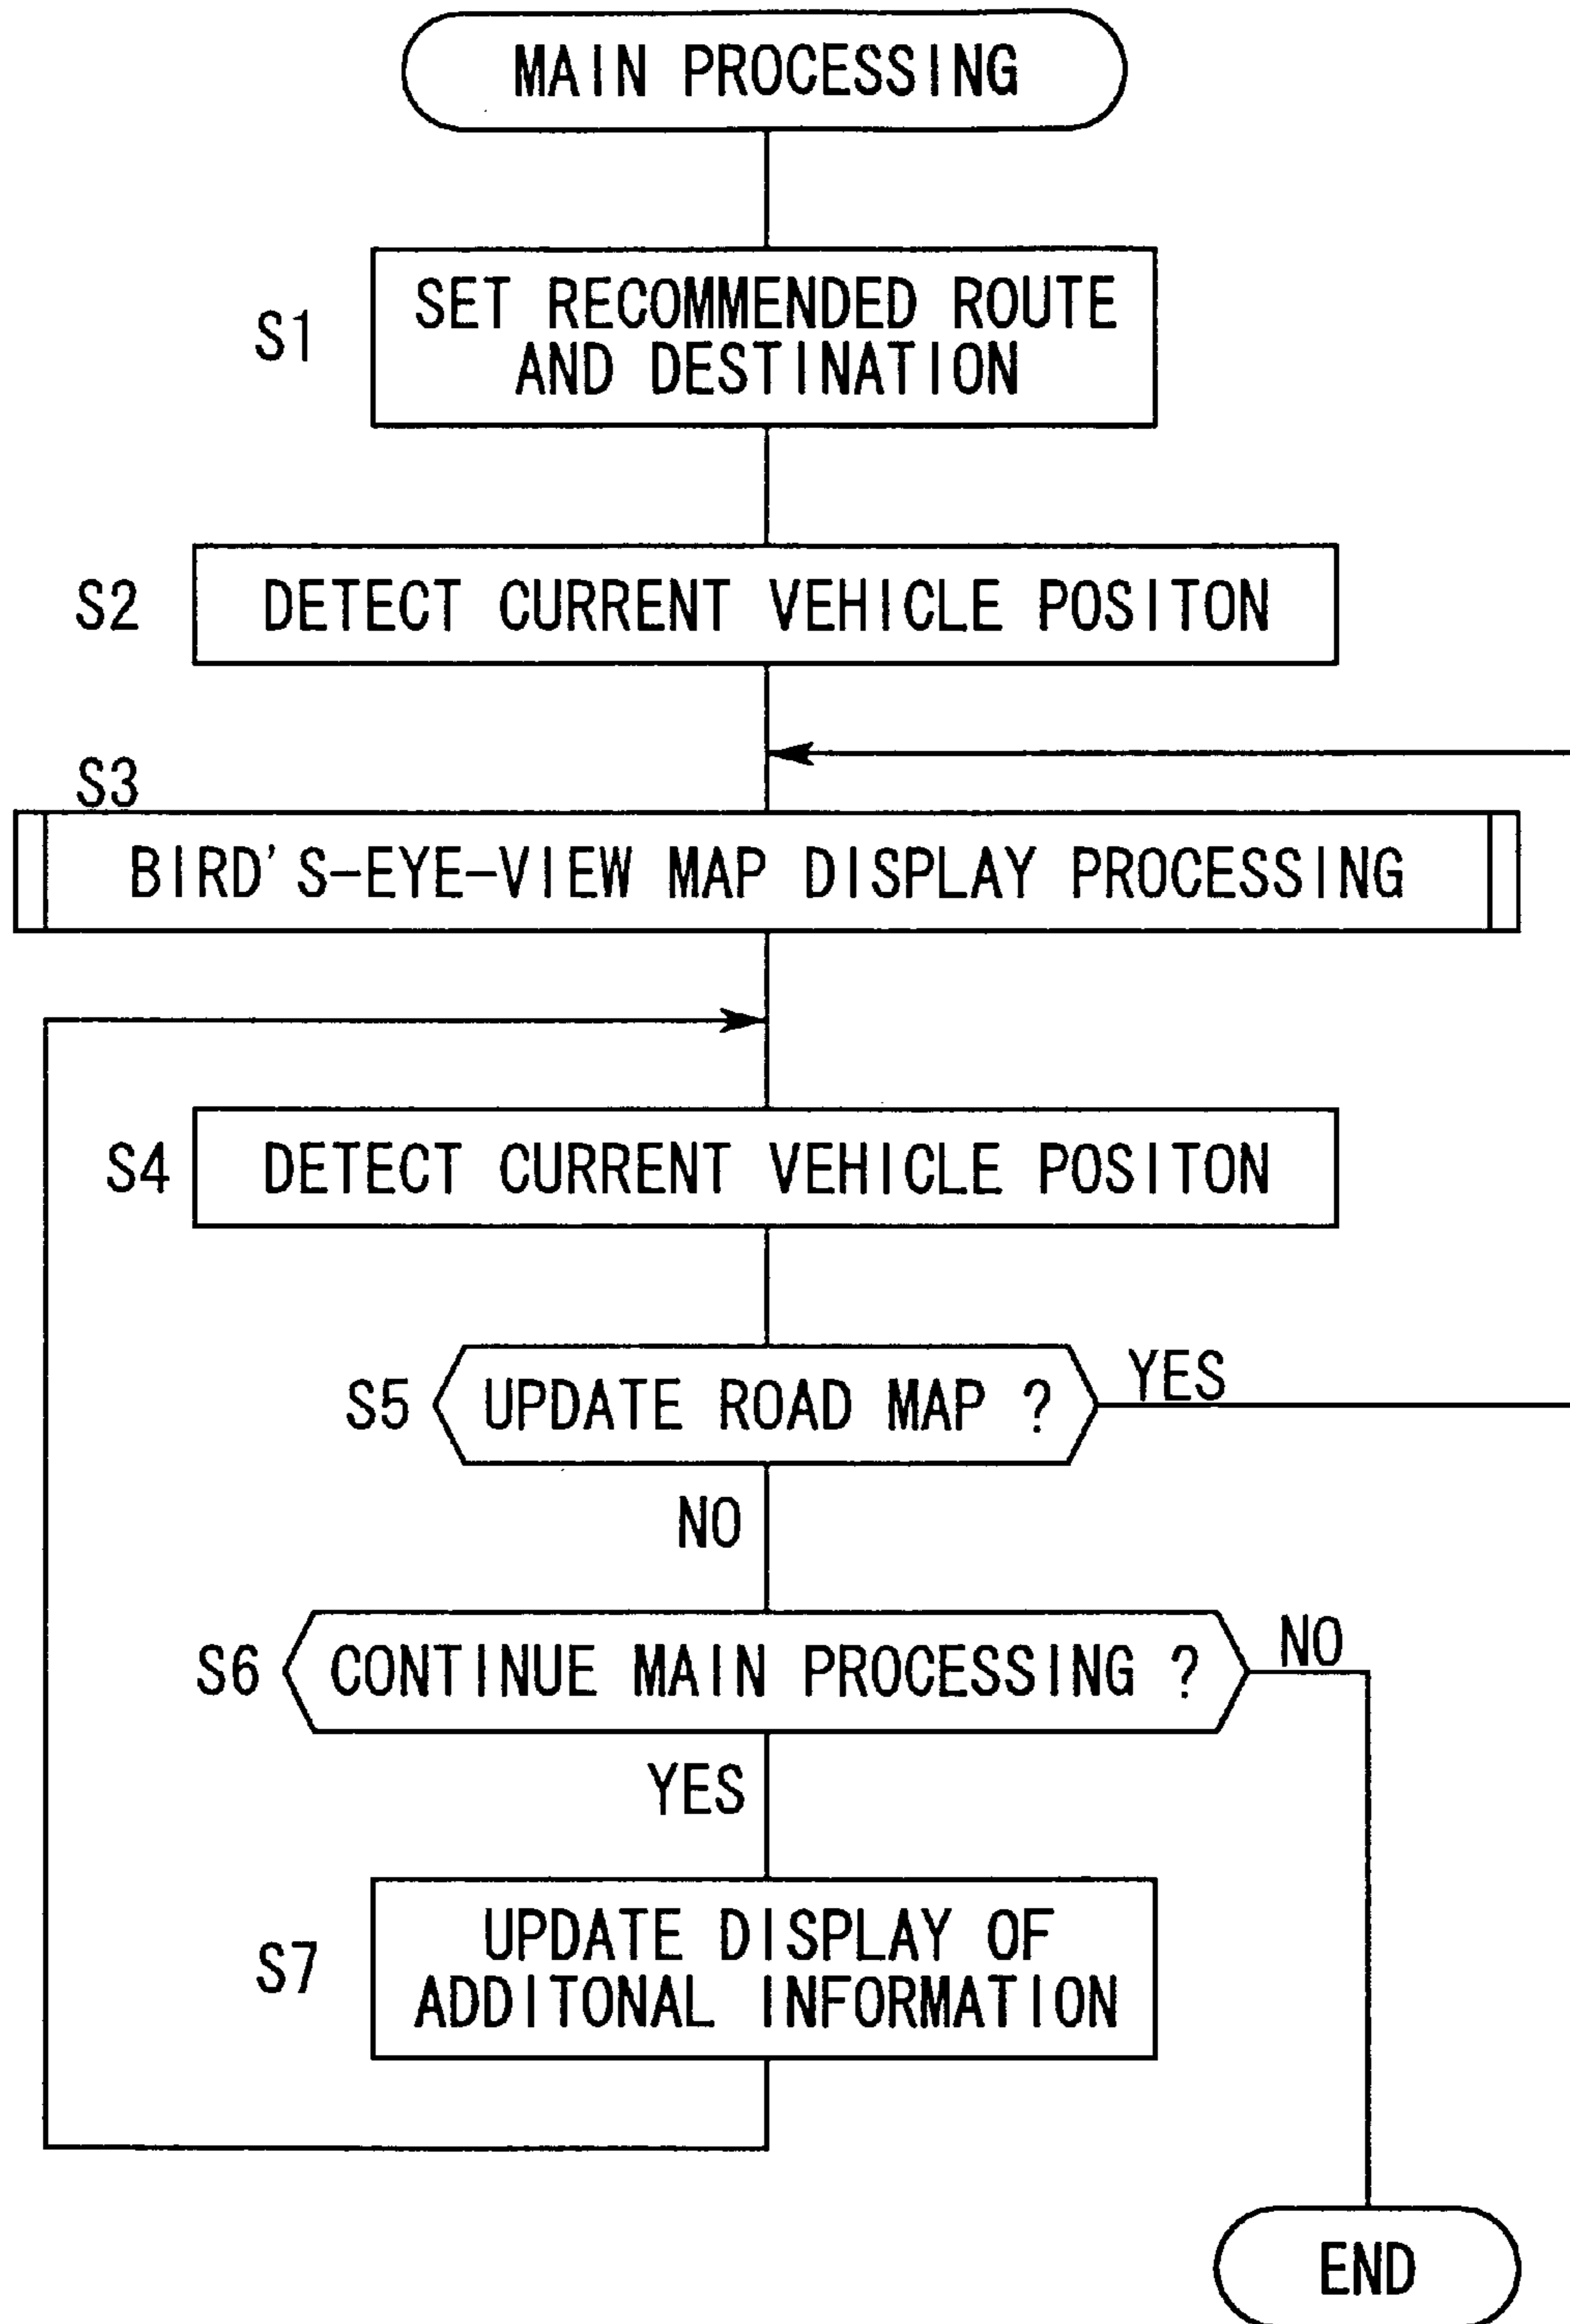 MAIN PROCESSING
S1
SET RECOMMENDED ROUTE
AND DESTINATION
S2
DETECT CURRENT VEHICLE POSITON
S3
BIRD'S-EYE-VIEW MAP DISPLAY PROCESSING
S4
DETECT CURRENT VEHICLE POSITON
S5
UPDATE ROAD MAP ?
YES
NO
S6
CONTINUE MAIN PROCESSING ?
NO
YES
S7
UPDATE DISPLAY OF
ADDITONAL INFORMATION
END